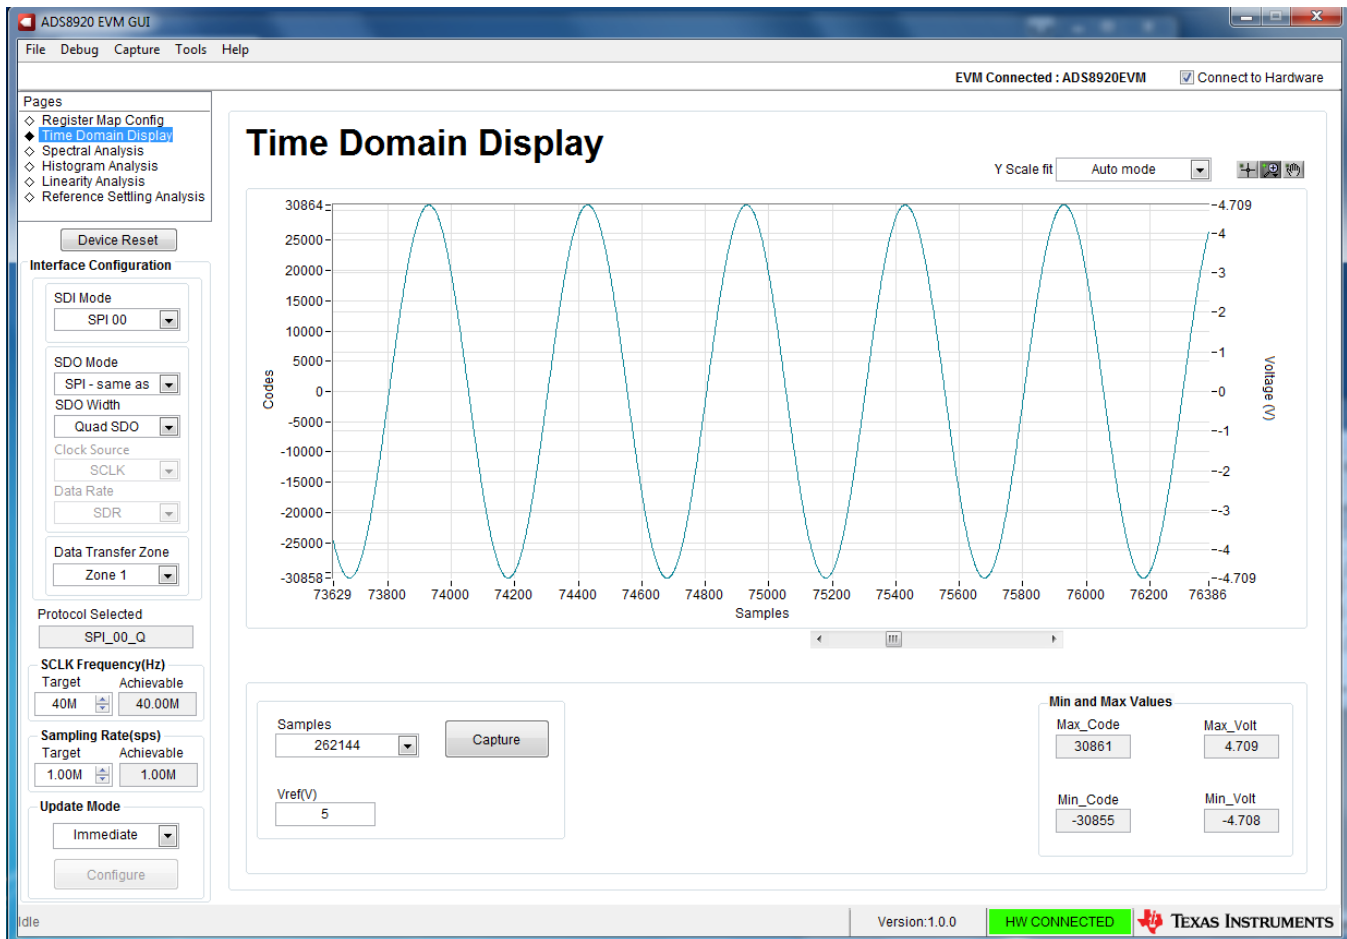 ADS8920 EVM GUI
File Debug Capture Tools Help
EVM Connected : ADS8920EVM Connect to Hardware
Pages
Register Map Config
Time Domain Display
Spectral Analysis
Histogram Analysis
Linearity Analysis
Reference Settling Analysis
Device Reset
Interface Configuration
SDI Mode
SPI 00
SDO Mode
SPI - same as
SDO Width
Quad SDO
Clock Source
SCLK
Data Rate
SDR
Data Transfer Zone
Zone 1
Protocol Selected
SPI_00_Q
SCLK Frequency(Hz)
Target Achievable
40M 40.00M
Sampling Rate(sps)
Target Achievable
1.00M 1.00M
Update Mode
Immediate
Configure
Time Domain Display
Y Scale fit Auto mode
Codes
30864
25000
20000
15000
10000
5000
0
-5000
-10000
-15000
-20000
-25000
-30858
4.709
4
3
2
1
0
-1
-2
-3
-4
-4.709
Voltage (V)
73629 73800 74000 74200 74400 74600 74800 75000 75200 75400 75600 75800 76000 76200 76386
Samples
Samples
262144
Capture
Vref(V)
5
Min and Max Values
Max_Code Max_Volt
30861 4.709
Min_Code Min_Volt
-30855 -4.708
Idle
Version:1.0.0
HW CONNECTED
TEXAS INSTRUMENTS